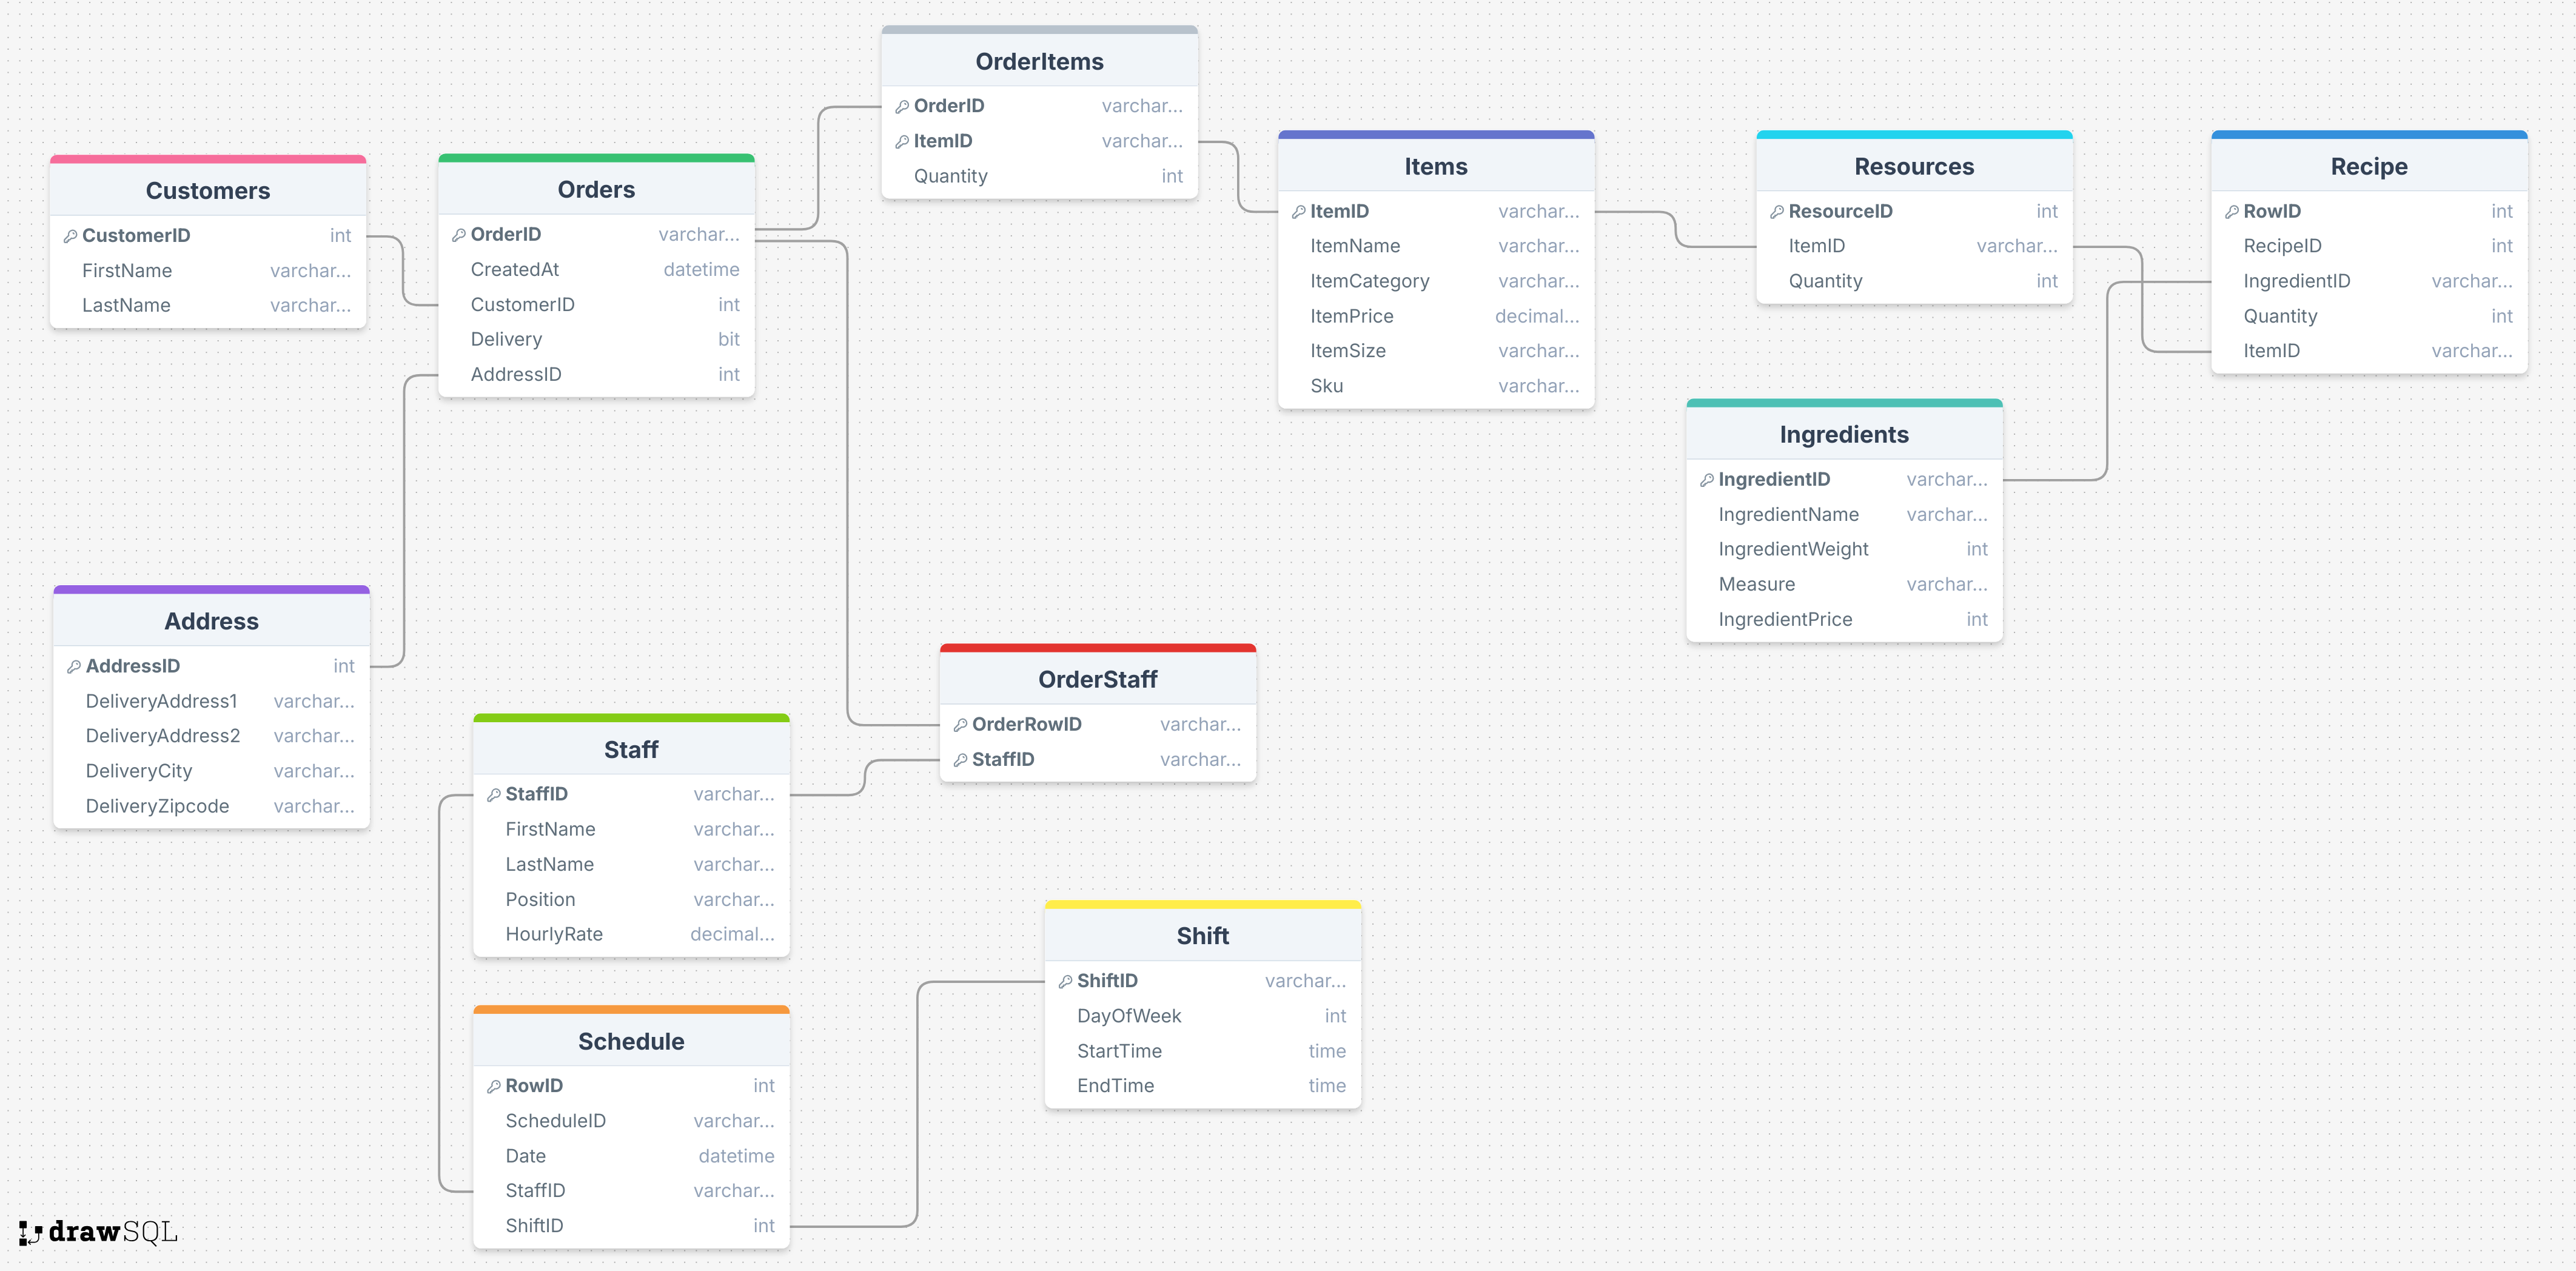 OrderItems
OrderID varchar...
ItemID varchar...
Quantity int
Customers
CustomerID int
FirstName varchar...
LastName varchar...
Orders
OrderID varchar...
CreatedAt datetime
CustomerID int
Delivery bit
AddressID int
Items
ItemID varchar...
ItemName varchar...
ItemCategory varchar...
ItemPrice decimal...
ItemSize varchar...
Sku varchar...
Resources
ResourceID int
ItemID varchar...
Quantity int
Recipe
RowID int
RecipeID int
IngredientID varchar...
Quantity int
ItemID varchar...
Ingredients
IngredientID varchar...
IngredientName varchar...
IngredientWeight int
Measure varchar...
IngredientPrice int
Address
AddressID int
DeliveryAddress1 varchar...
DeliveryAddress2 varchar...
DeliveryCity varchar...
DeliveryZipcode varchar...
OrderStaff
OrderRowID varchar...
StaffID varchar...
Staff
StaffID varchar...
FirstName varchar...
LastName varchar...
Position varchar...
HourlyRate decimal...
Shift
ShiftID varchar...
DayOfWeek int
StartTime time
EndTime time
Schedule
RowID int
ScheduleID varchar...
Date datetime
StaffID varchar...
ShiftID int
drawSQL